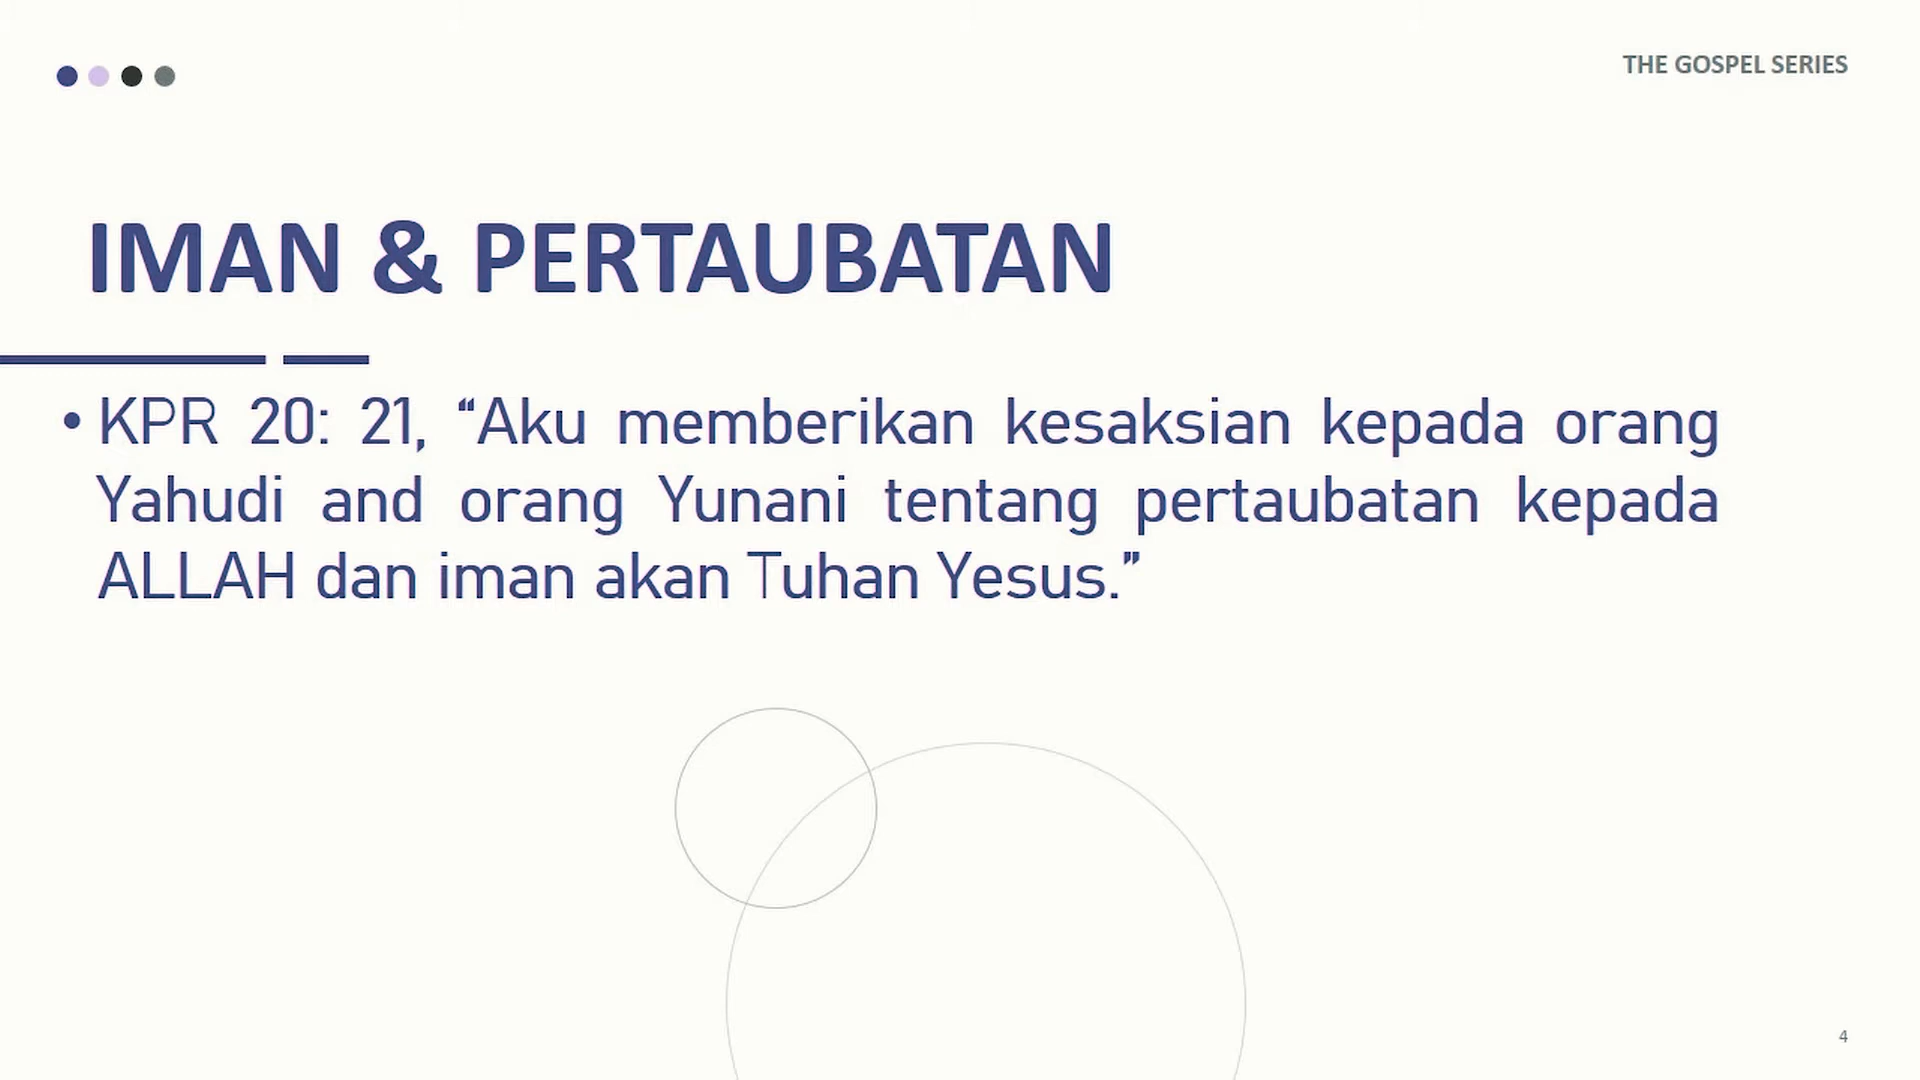 THE GOSPEL SERIES
IMAN & PERTAUBATAN
• KPR 20: 21, “Aku memberikan kesaksian kepada orang
Yahudi and orang Yunani tentang pertaubatan kepada
ALLAH dan iman akan Tuhan Yesus.”
4